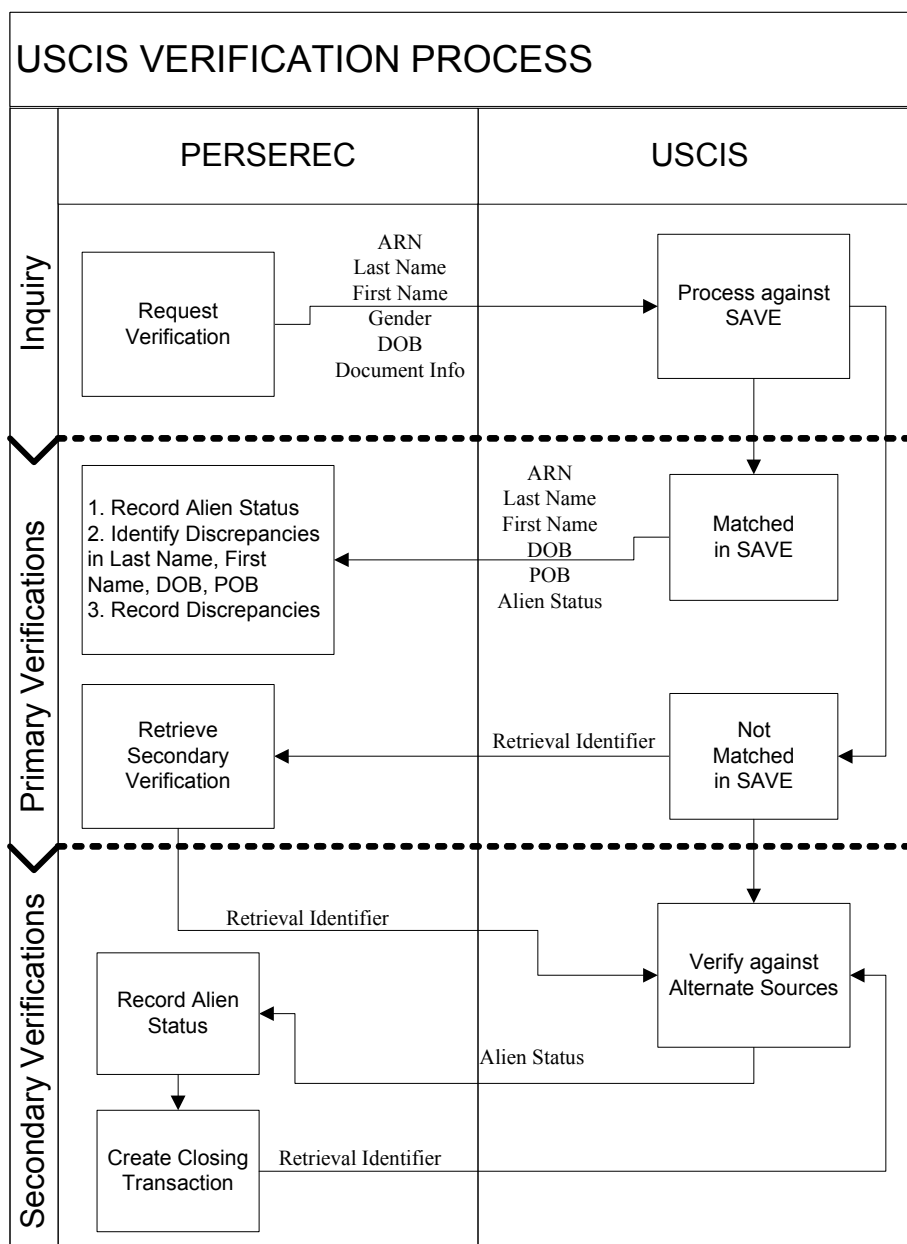 USCIS VERIFICATION PROCESS
PERSEREC
USCIS
Inquiry
Request
Verification
ARN
Last Name
First Name
Gender
DOB
Document Info
Process against
SAVE
Primary Verifications
1. Record Alien Status
2. Identify Discrepancies
in Last Name, First
Name, DOB, POB
3. Record Discrepancies
ARN
Last Name
First Name
DOB
POB
Alien Status
Matched
in SAVE
Retrieve
Secondary
Verification
Retrieval Identifier
Not
Matched
in SAVE
Secondary Verifications
Retrieval Identifier
Verify against
Alternate Sources
Record Alien
Status
Alien Status
Create Closing
Transaction
Retrieval Identifier